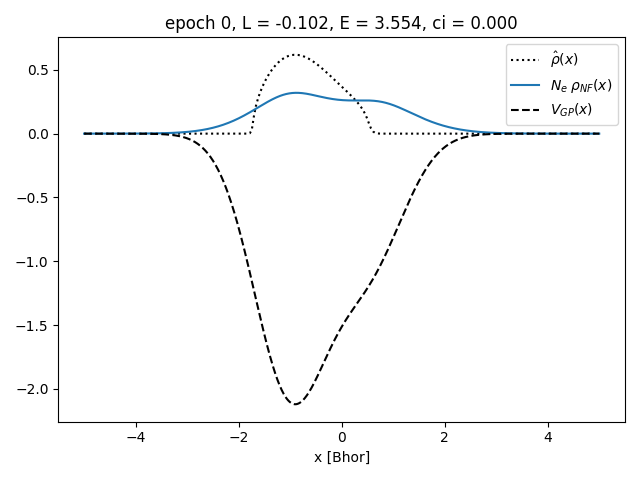 epoch 0, L = -0.102, E = 3.554, ci = 0.000
ρ̂(x)
N_e ρ_NF(x)
V_GP(x)
0.5
0.0
−0.5
−1.0
−1.5
−2.0
−4 −2 0 2 4
x [Bhor]